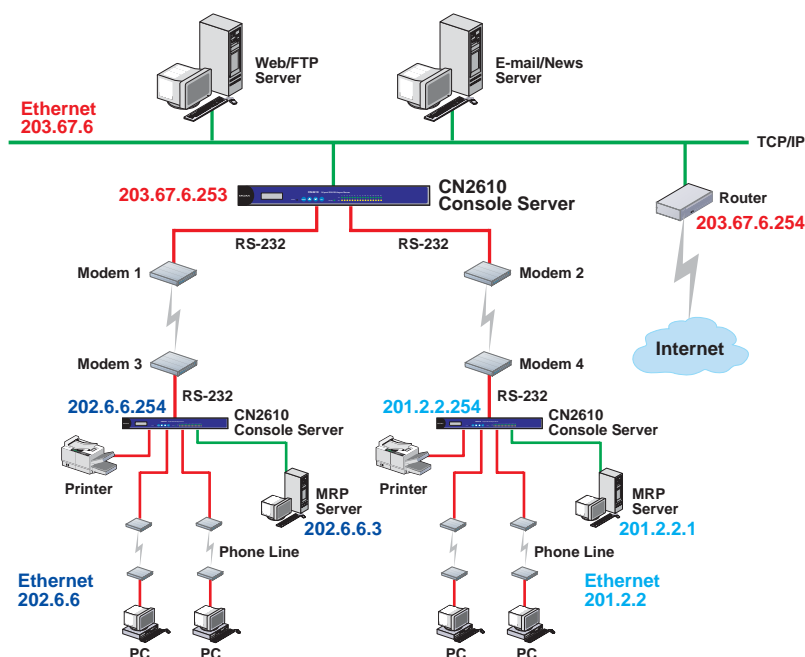 Web/FTP
Server
E-mail/News
Server
Ethernet
203.67.6
TCP/IP
203.67.6.253
CN2610
Console Server
Router
203.67.6.254
RS-232
RS-232
Modem 1
Modem 2
Internet
Modem 3
Modem 4
RS-232
RS-232
202.6.6.254
CN2610
Console Server
201.2.2.254
CN2610
Console Server
Printer
MRP
Server
202.6.6.3
Printer
MRP
Server
201.2.2.1
Phone Line
Phone Line
Ethernet
202.6.6
Ethernet
201.2.2
PC
PC
PC
PC